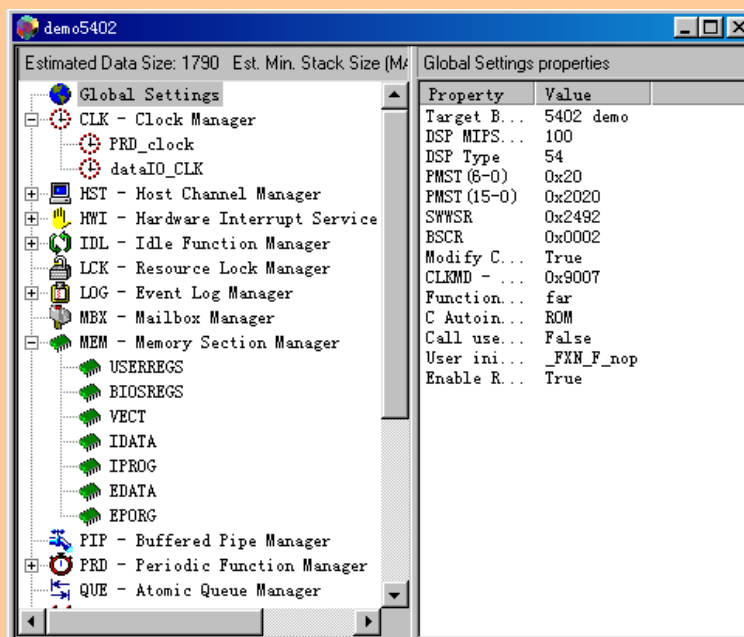 demo5402
Estimated Data Size: 1790 Est. Min. Stack Size (MA
Global Settings
CLK - Clock Manager
PRD_clock
dataIO_CLK
HST - Host Channel Manager
HWI - Hardware Interrupt Service
IDL - Idle Function Manager
LCK - Resource Lock Manager
LOG - Event Log Manager
MBX - Mailbox Manager
MEM - Memory Section Manager
USERREGS
BIOSREGS
VECT
IDATA
IPROG
EDATA
EPORG
PIP - Buffered Pipe Manager
PRD - Periodic Function Manager
QUE - Atomic Queue Manager
Global Settings properties
Property Value
Target B... 5402 demo
DSP MIPS... 100
DSP Type 54
PMST(6-0) 0x20
PMST(15-0) 0x2020
SWWSR 0x2492
BSCR 0x0002
Modify C... True
CLKMD - ... 0x9007
Function... far
C Autoin... ROM
Call use... False
User ini... _FXN_F_nop
Enable R... True